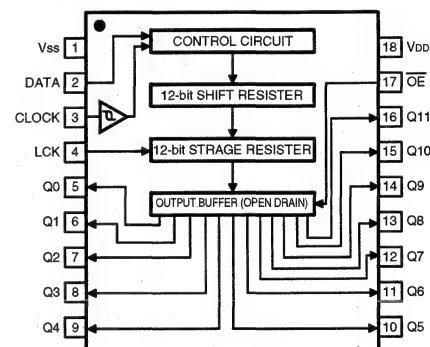 CONTROL CIRCUIT
Vss 1
18 VDD
DATA 2
17 OE
12-bit SHIFT RESISTER
CLOCK 3
16 Q11
LCK 4
12-bit STRAGE RESISTER
15 Q10
Q0 5
OUTPUT BUFFER (OPEN DRAIN)
14 Q9
Q1 6
13 Q8
Q2 7
12 Q7
Q3 8
11 Q6
Q4 9
10 Q5